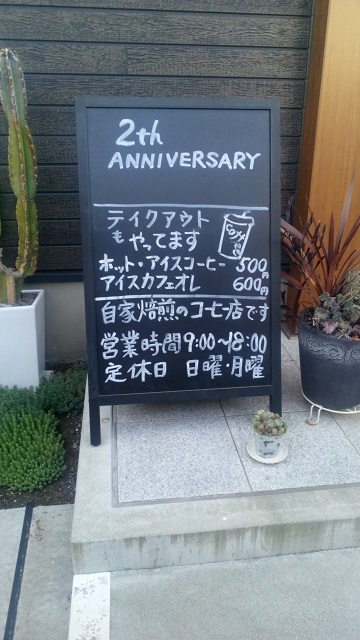 2th
ANNIVERSARY
テイクアウト
もやってます
ホット・アイスコーヒー 500円
アイスカフェオレ 600円
自家焙煎のコーヒー店です
営業時間 9:00~18:00
定休日 日曜・月曜